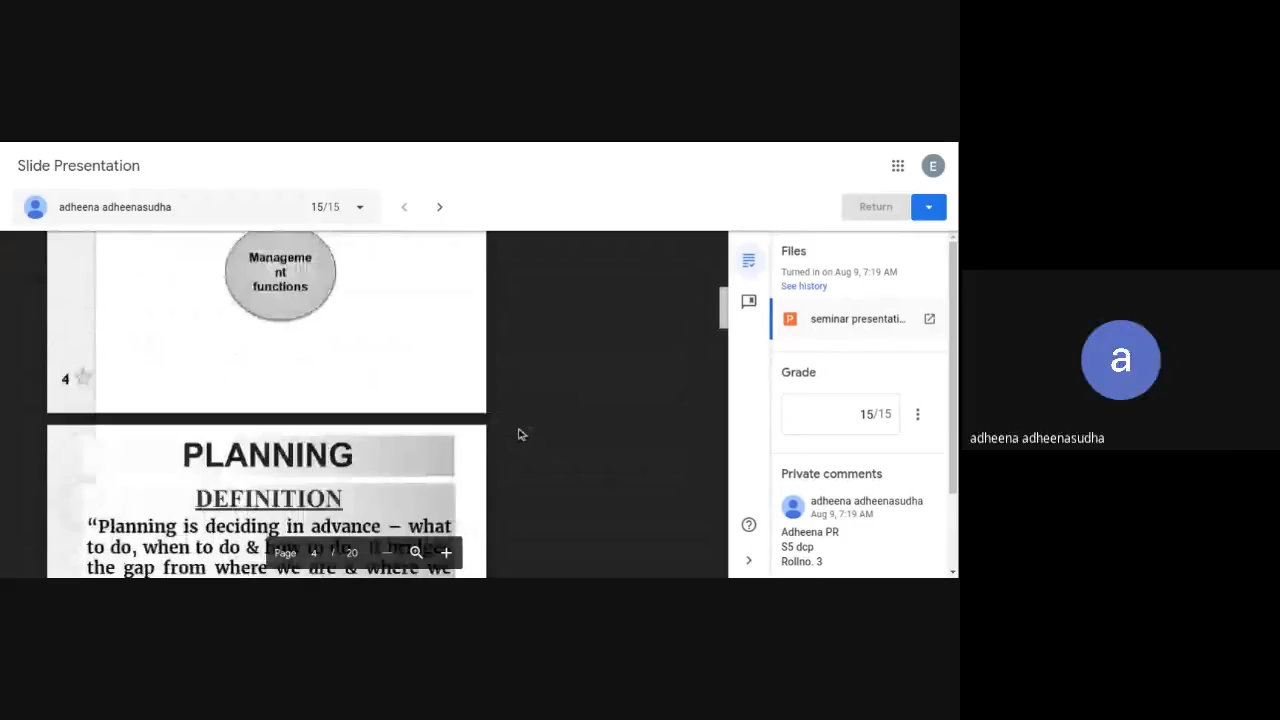 Slide Presentation
E
adheena adheenasudha
15/15
Return
Manageme
nt
functions
4
PLANNING
DEFINITION
“Planning is deciding in advance – what
to do, when to do &
the gap from where we are & where we
Page 4 / 20
Files
Turned in on Aug 9, 7:19 AM
See history
P seminar presentati...
Grade
15/15
Private comments
adheena adheenasudha
Aug 9, 7:19 AM
Adheena PR
S5 dcp
Rollno. 3
a
adheena adheenasudha